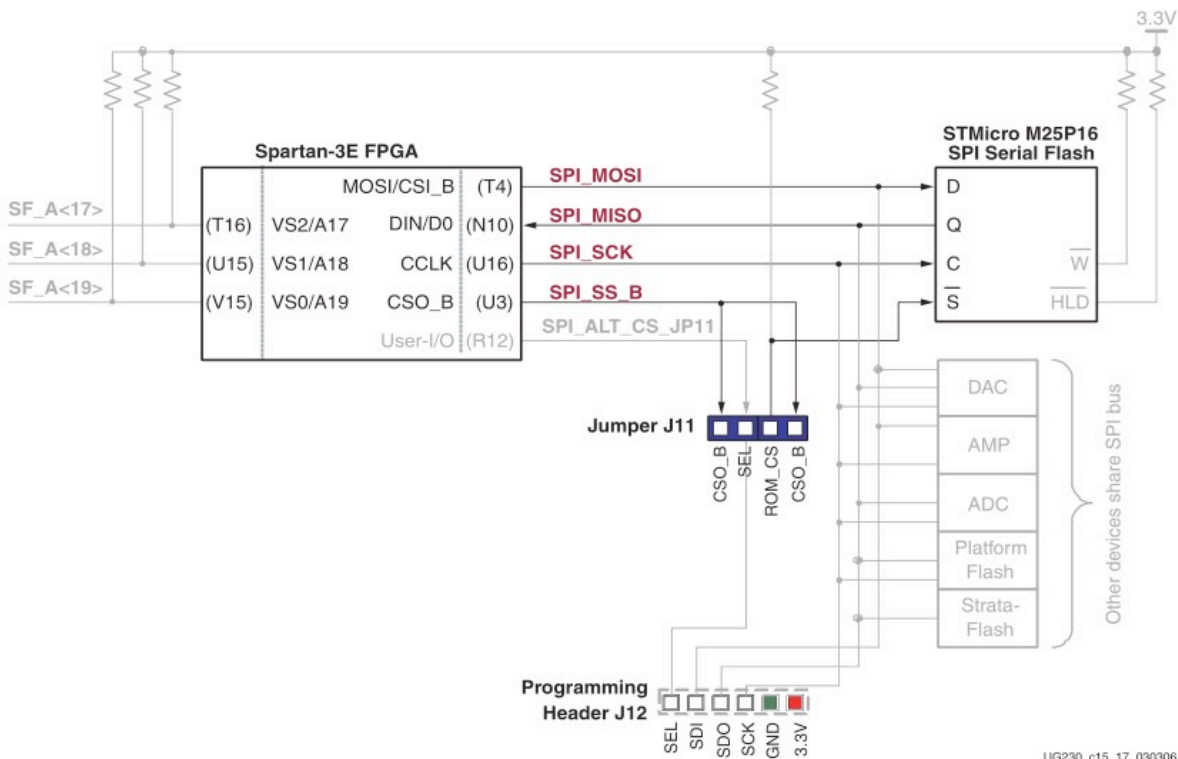 3.3V
STMicro M25P16
SPI Serial Flash
Spartan-3E FPGA
MOSI/CSI_B (T4) SPI_MOSI D
SF_A<17> (T16) VS2/A17 DIN/D0 (N10) SPI_MISO Q
SF_A<18> (U15) VS1/A18 CCLK (U16) SPI_SCK C W
SF_A<19> (V15) VS0/A19 CSO_B (U3) SPI_SS_B S HLD
User-I/O (R12) SPI_ALT_CS_JP11
DAC
Jumper J11
AMP
CSO_B
SEL
ROM_CS
CSO_B
ADC
Platform
Flash
Strata-
Flash
Other devices share SPI bus
Programming
Header J12
SEL
SDI
SDO
SCK
GND
3.3V
UG230_c15_17_030306